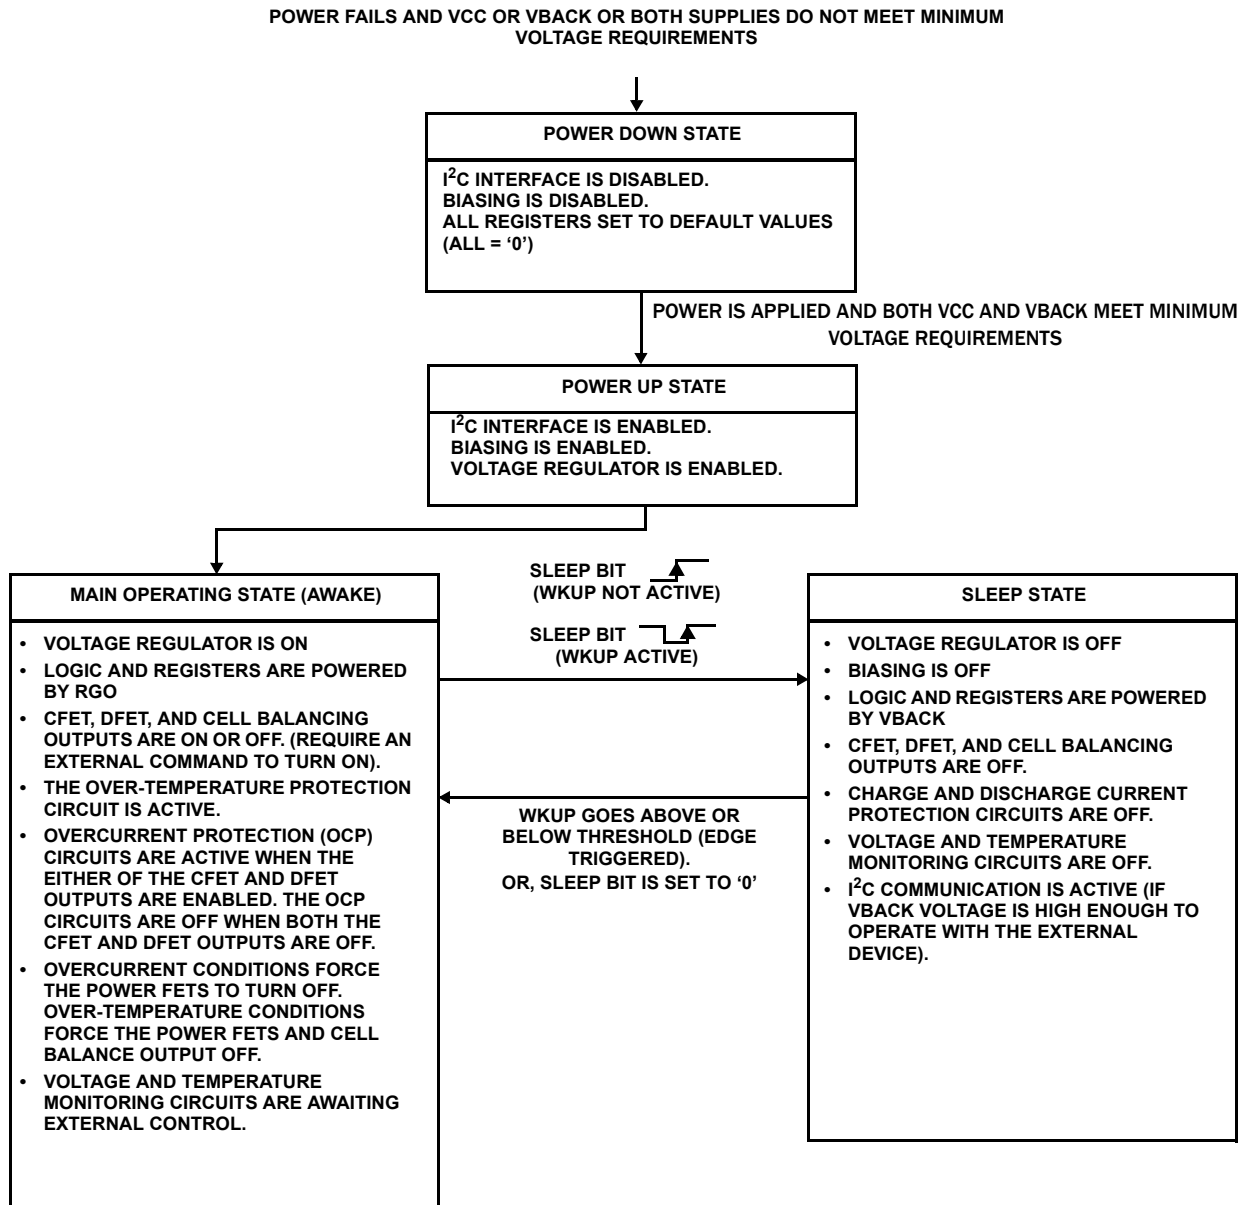 POWER FAILS AND VCC OR VBACK OR BOTH SUPPLIES DO NOT MEET MINIMUM
VOLTAGE REQUIREMENTS
POWER DOWN STATE
I²C INTERFACE IS DISABLED.
BIASING IS DISABLED.
ALL REGISTERS SET TO DEFAULT VALUES
(ALL = ‘0’)
POWER IS APPLIED AND BOTH VCC AND VBACK MEET MINIMUM
VOLTAGE REQUIREMENTS
POWER UP STATE
I²C INTERFACE IS ENABLED.
BIASING IS ENABLED.
VOLTAGE REGULATOR IS ENABLED.
MAIN OPERATING STATE (AWAKE)
• VOLTAGE REGULATOR IS ON
• LOGIC AND REGISTERS ARE POWERED
BY RGO
• CFET, DFET, AND CELL BALANCING
OUTPUTS ARE ON OR OFF. (REQUIRE AN
EXTERNAL COMMAND TO TURN ON).
• THE OVER-TEMPERATURE PROTECTION
CIRCUIT IS ACTIVE.
• OVERCURRENT PROTECTION (OCP)
CIRCUITS ARE ACTIVE WHEN THE
EITHER OF THE CFET AND DFET
OUTPUTS ARE ENABLED. THE OCP
CIRCUITS ARE OFF WHEN BOTH THE
CFET AND DFET OUTPUTS ARE OFF.
• OVERCURRENT CONDITIONS FORCE
THE POWER FETS TO TURN OFF.
OVER-TEMPERATURE CONDITIONS
FORCE THE POWER FETS AND CELL
BALANCE OUTPUT OFF.
• VOLTAGE AND TEMPERATURE
MONITORING CIRCUITS ARE AWAITING
EXTERNAL CONTROL.
SLEEP BIT
(WKUP NOT ACTIVE)
SLEEP BIT
(WKUP ACTIVE)
WKUP GOES ABOVE OR
BELOW THRESHOLD (EDGE
TRIGGERED).
OR, SLEEP BIT IS SET TO ‘0’
SLEEP STATE
• VOLTAGE REGULATOR IS OFF
• BIASING IS OFF
• LOGIC AND REGISTERS ARE POWERED
BY VBACK
• CFET, DFET, AND CELL BALANCING
OUTPUTS ARE OFF.
• CHARGE AND DISCHARGE CURRENT
PROTECTION CIRCUITS ARE OFF.
• VOLTAGE AND TEMPERATURE
MONITORING CIRCUITS ARE OFF.
• I²C COMMUNICATION IS ACTIVE (IF
VBACK VOLTAGE IS HIGH ENOUGH TO
OPERATE WITH THE EXTERNAL
DEVICE).